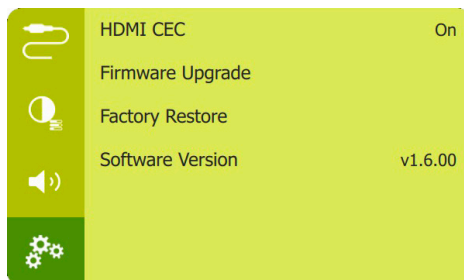 HDMI CEC On
Firmware Upgrade
Factory Restore
Software Version v1.6.00